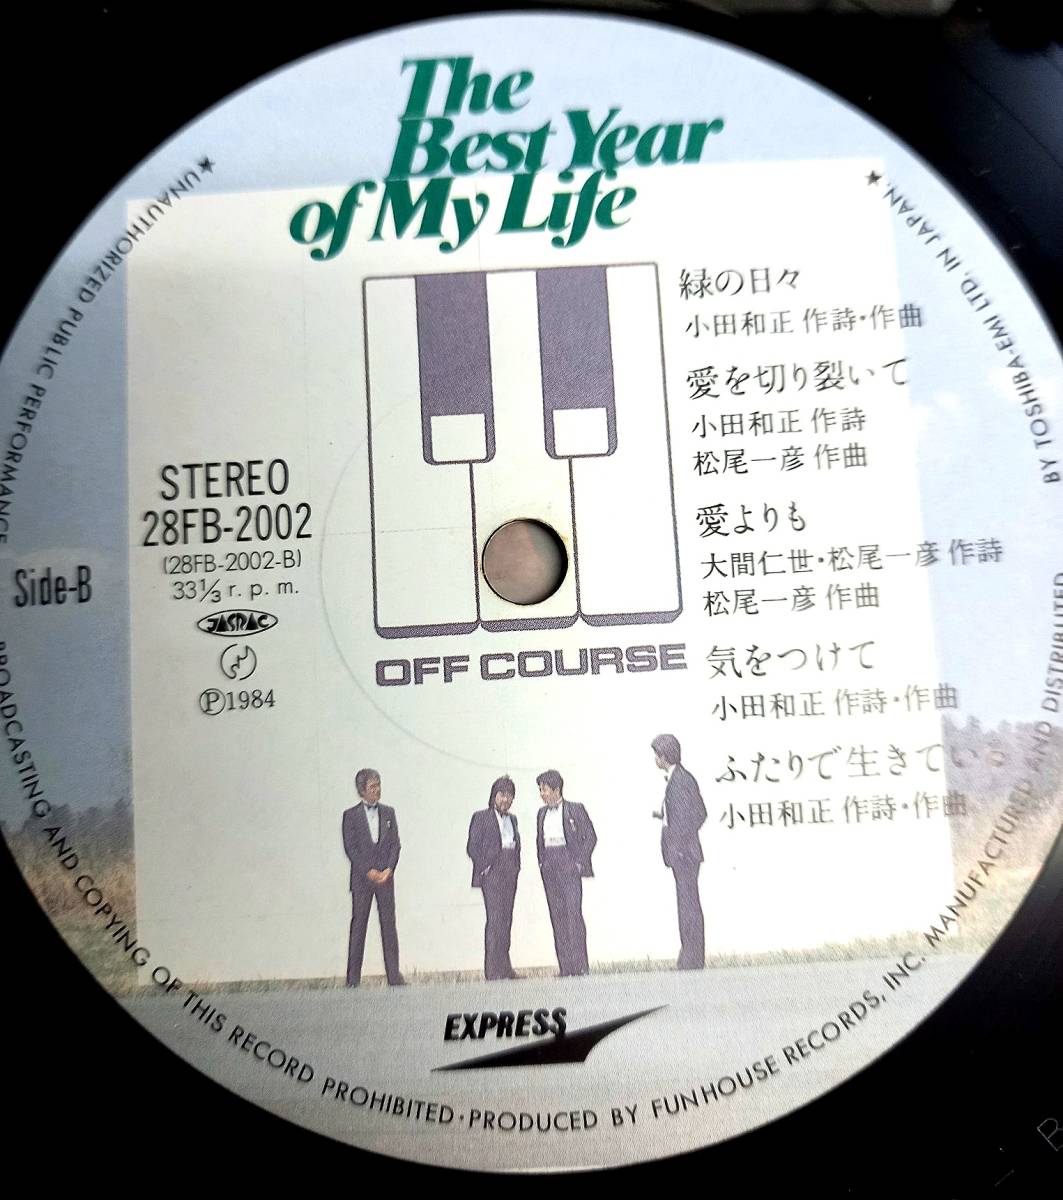 The
Best Year
of My Life
緑の日々
小田和正 作詩・作曲
愛を切り裂いて
小田和正 作詩
松尾一彦 作曲
愛よりも
大間仁世・松尾一彦 作詩
松尾一彦 作曲
気をつけて
小田和正 作詩・作曲
ふたりで生きている
小田和正 作詩・作曲
STEREO
28FB-2002
(28FB-2002-B)
33⅓ r. p. m.
Side-B
JASRAC
Ⓟ1984
OFF COURSE
EXPRESS
★UNAUTHORIZED PUBLIC PERFORMANCE BROADCASTING AND COPYING OF THIS RECORD PROHIBITED・PRODUCED BY FUNHOUSE RECORDS, INC. MANUFACTURED AND DISTRIBUTED BY TOSHIBA-EMI LTD. IN JAPAN.★